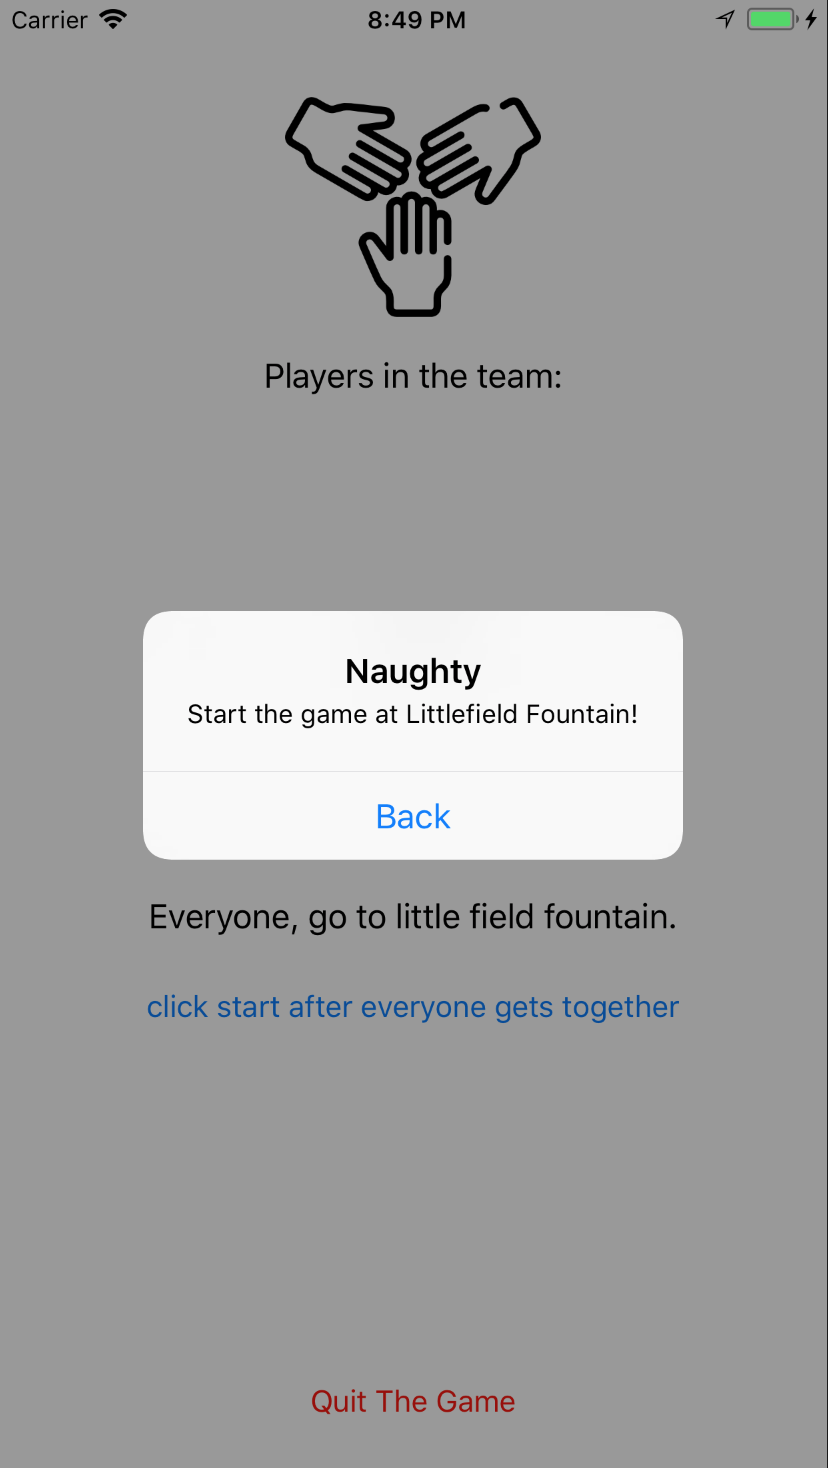 Carrier 8:49 PM
Players in the team:
Naughty
Start the game at Littlefield Fountain!
Back
Everyone, go to little field fountain.
click start after everyone gets together
Quit The Game